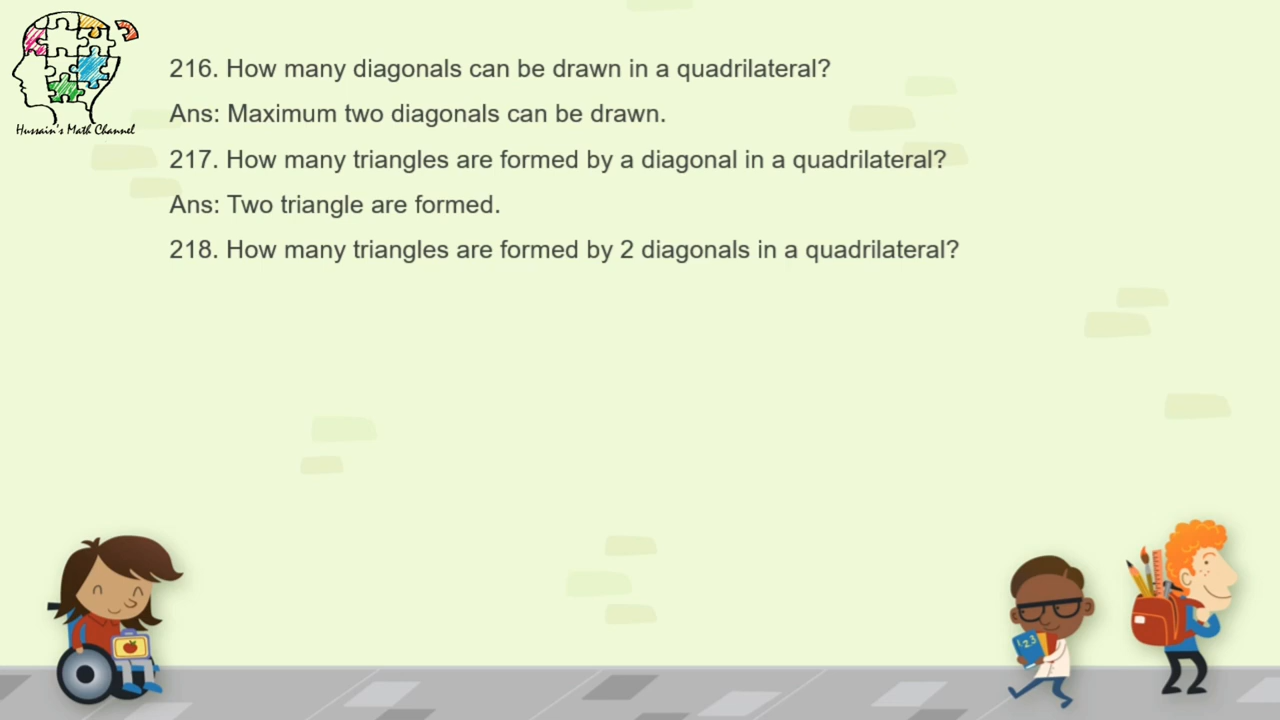 Hussain's Math Channel
216. How many diagonals can be drawn in a quadrilateral?
Ans: Maximum two diagonals can be drawn.
217. How many triangles are formed by a diagonal in a quadrilateral?
Ans: Two triangle are formed.
218. How many triangles are formed by 2 diagonals in a quadrilateral?
123